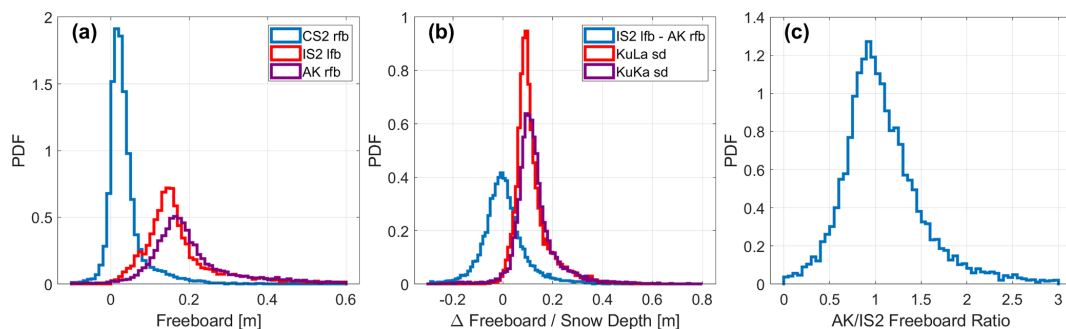 (a)
CS2 rfb
IS2 lfb
AK rfb
PDF
2
1.5
1
0.5
0
0 0.2 0.4 0.6
Freeboard [m]
(b)
IS2 lfb - AK rfb
KuLa sd
KuKa sd
PDF
1
0.8
0.6
0.4
0.2
0
-0.2 0 0.2 0.4 0.6 0.8
Δ Freeboard / Snow Depth [m]
(c)
PDF
1.4
1.2
1
0.8
0.6
0.4
0.2
0
0 0.5 1 1.5 2 2.5 3
AK/IS2 Freeboard Ratio